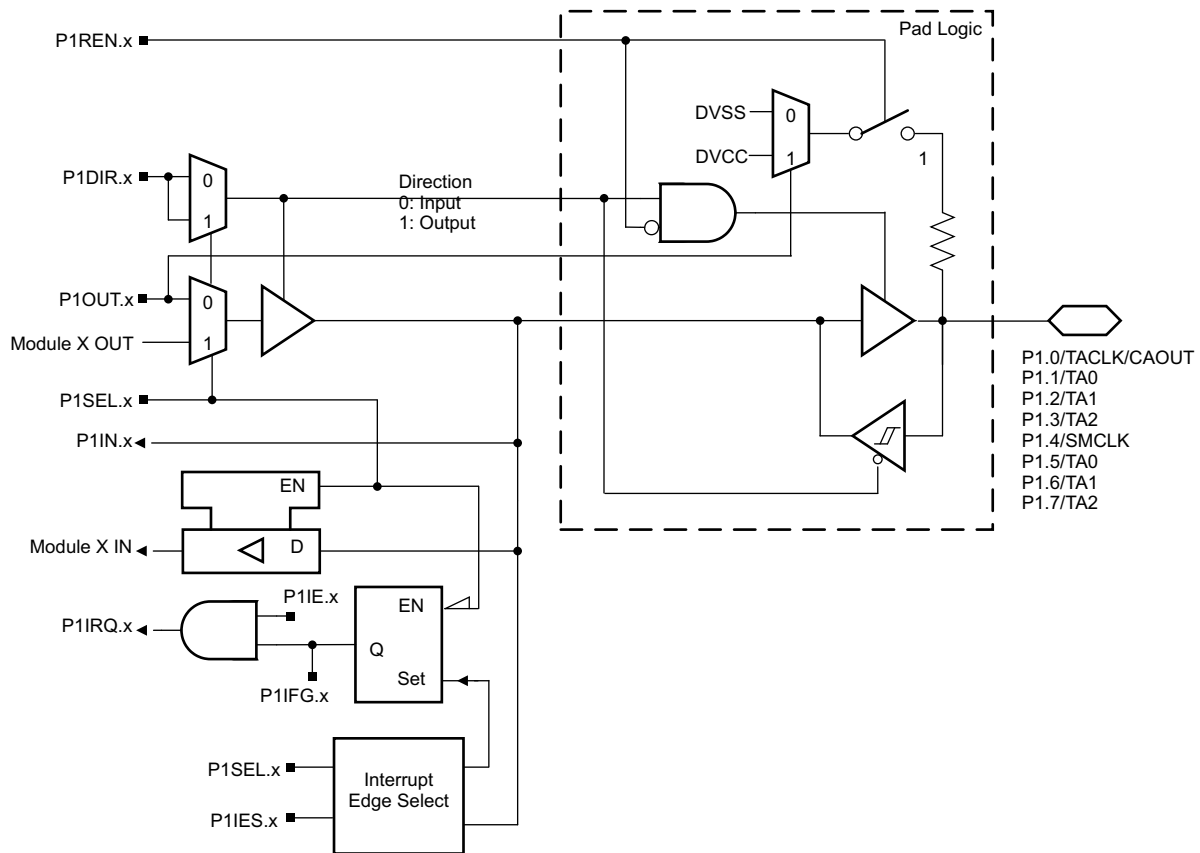 Pad Logic
P1REN.x
DVSS
0
DVCC
1
1
P1DIR.x
0
1
Direction
0: Input
1: Output
P1OUT.x
0
Module X OUT
1
P1SEL.x
P1IN.x
P1.0/TACLK/CAOUT
P1.1/TA0
P1.2/TA1
P1.3/TA2
P1.4/SMCLK
P1.5/TA0
P1.6/TA1
P1.7/TA2
EN
Module X IN
D
P1IE.x
EN
P1IRQ.x
Q
Set
P1IFG.x
P1SEL.x
P1IES.x
Interrupt
Edge Select